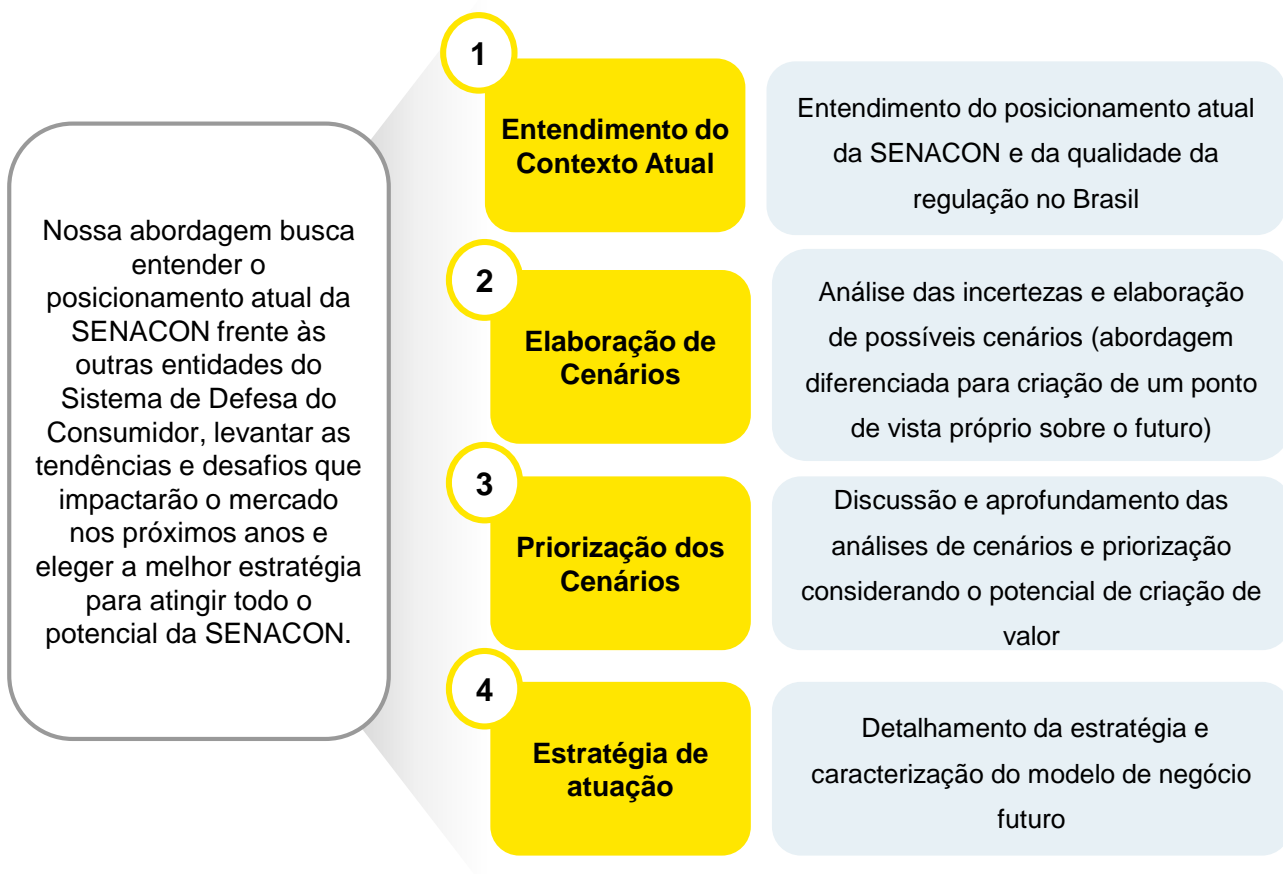 Nossa abordagem busca
entender o
posicionamento atual da
SENACON frente às
outras entidades do
Sistema de Defesa do
Consumidor, levantar as
tendências e desafios que
impactarão o mercado
nos próximos anos e
eleger a melhor estratégia
para atingir todo o
potencial da SENACON.
1
Entendimento do
Contexto Atual
Entendimento do posicionamento atual
da SENACON e da qualidade da
regulação no Brasil
2
Elaboração de
Cenários
Análise das incertezas e elaboração
de possíveis cenários (abordagem
diferenciada para criação de um ponto
de vista próprio sobre o futuro)
3
Priorização dos
Cenários
Discussão e aprofundamento das
análises de cenários e priorização
considerando o potencial de criação de
valor
4
Estratégia de
atuação
Detalhamento da estratégia e
caracterização do modelo de negócio
futuro